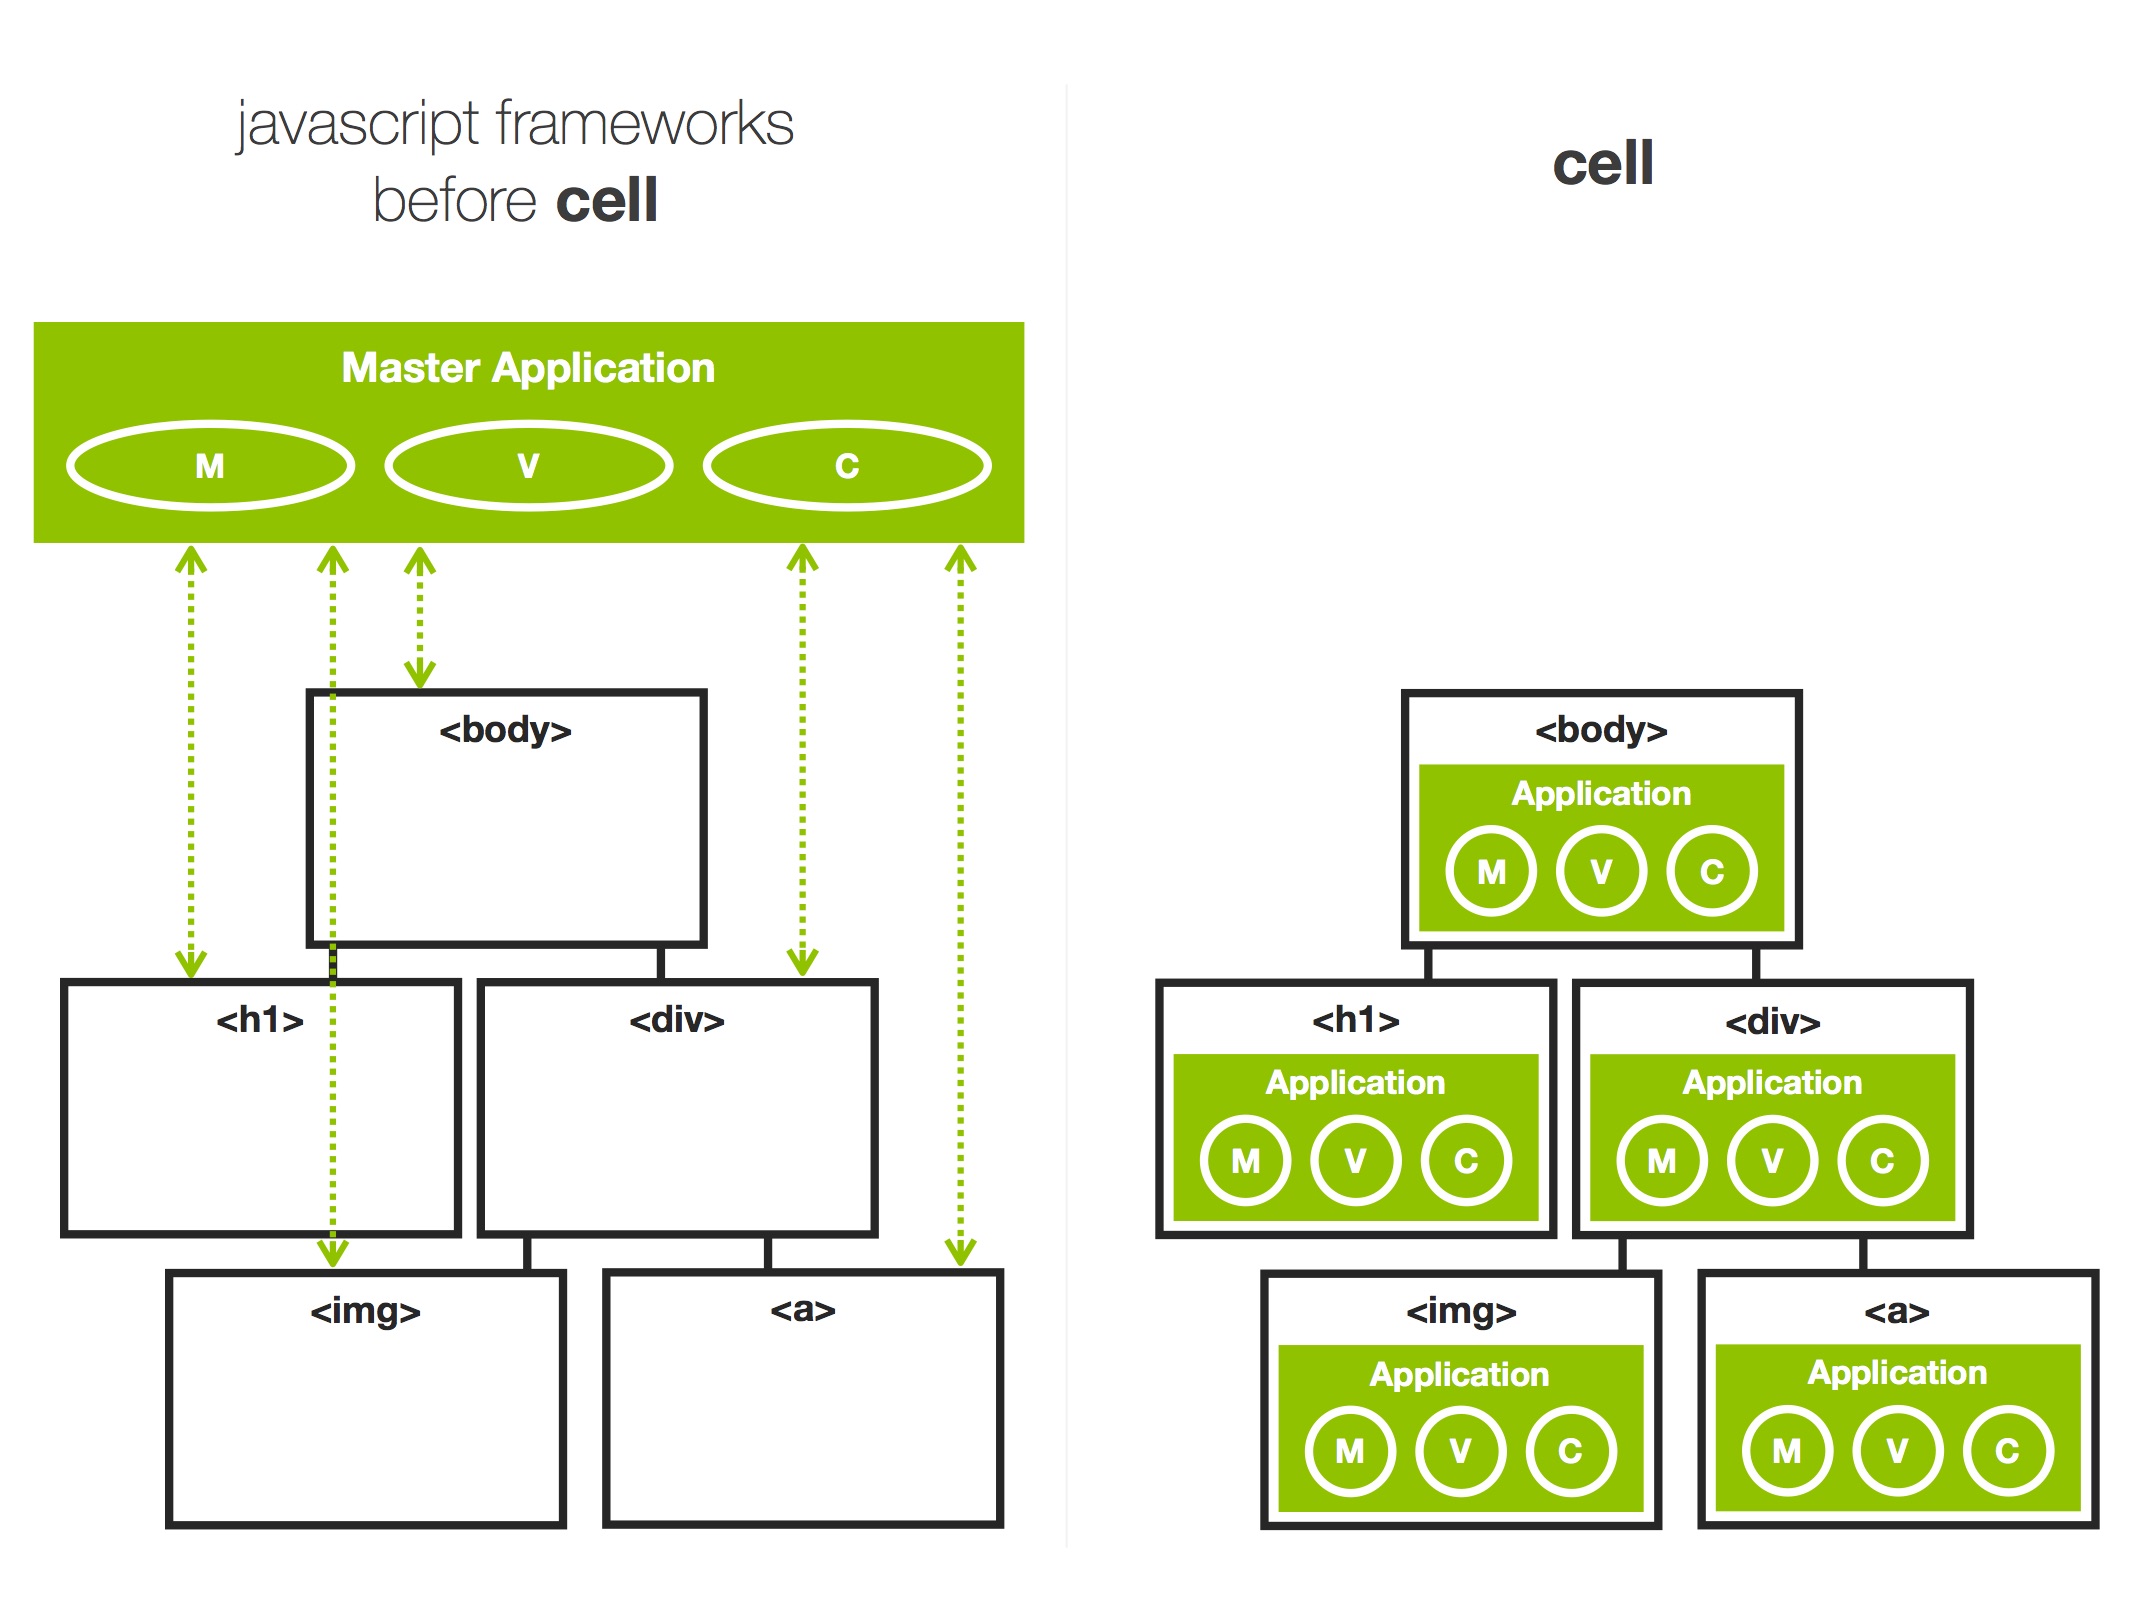 javascript frameworks
before cell
Master Application
M V C
<body>
<h1> <div>
<img> <a>
cell
<body>
Application
M V C
<h1> <div>
Application Application
M V C M V C
<img> <a>
Application Application
M V C M V C